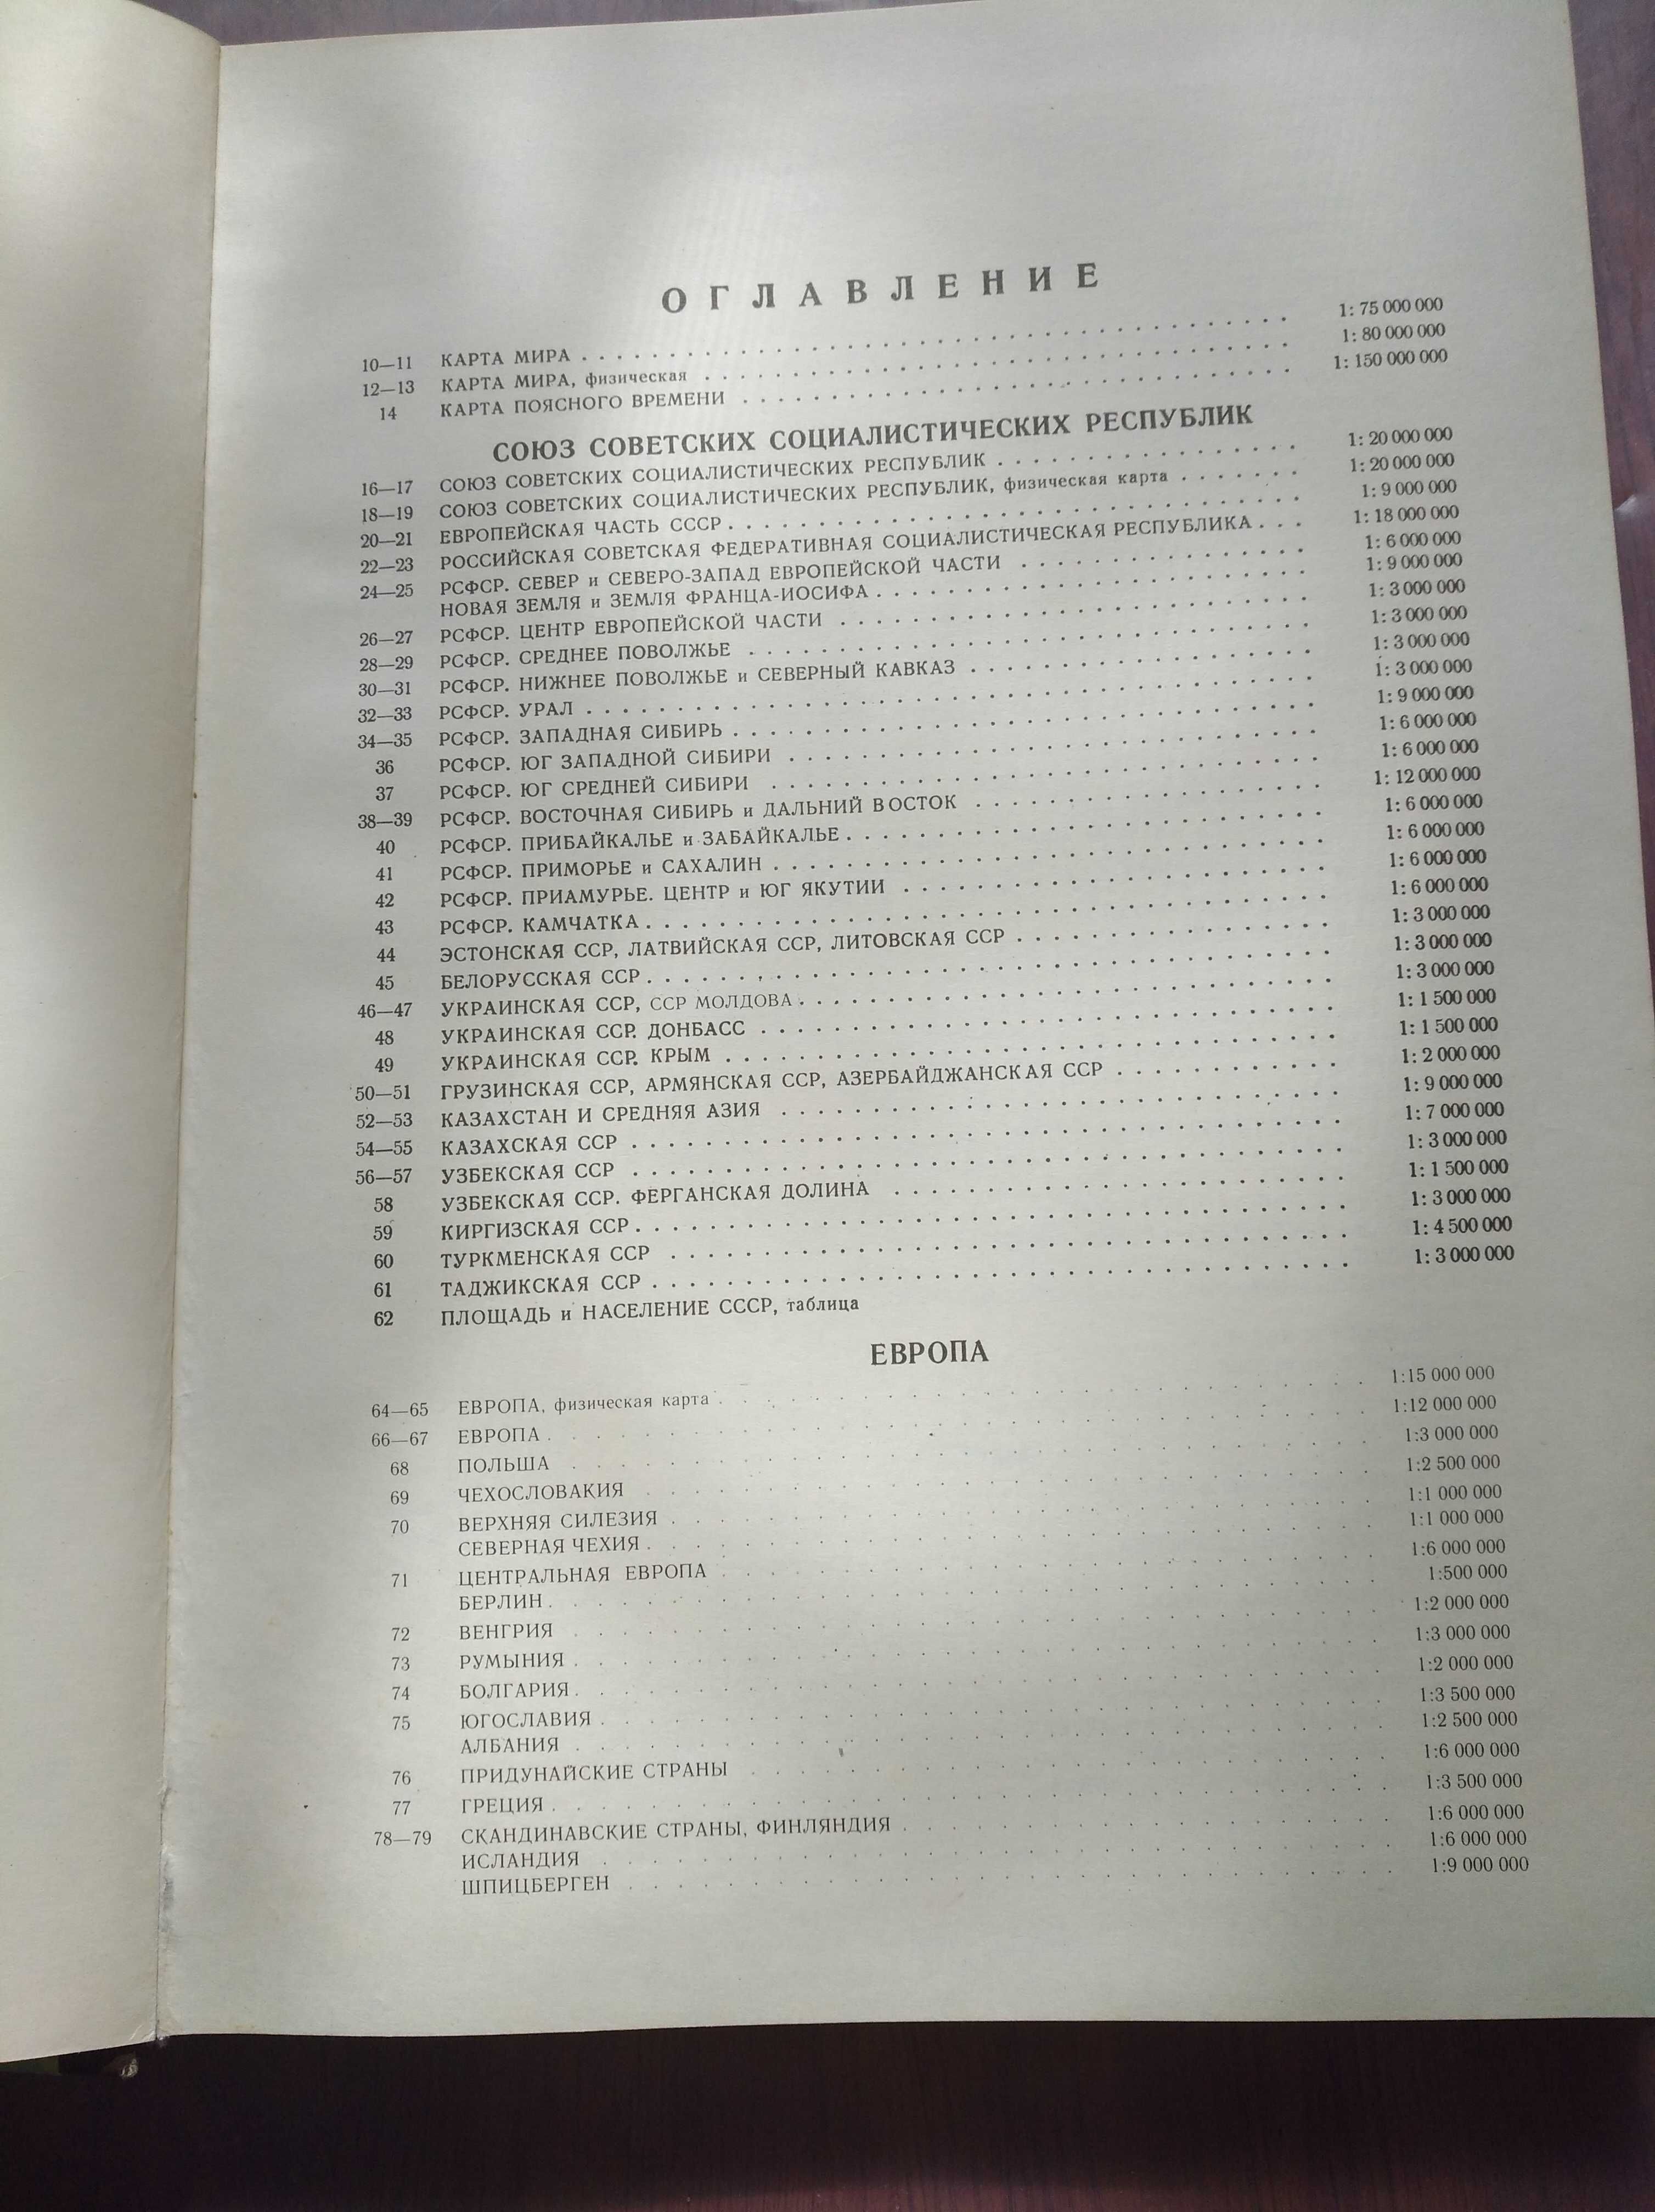 ОГЛАВЛЕНИЕ
10—11 КАРТА МИРА 1: 75 000 000
12—13 КАРТА МИРА, физическая 1: 80 000 000
14 КАРТА ПОЯСНОГО ВРЕМЕНИ 1: 150 000 000
СОЮЗ СОВЕТСКИХ СОЦИАЛИСТИЧЕСКИХ РЕСПУБЛИК
16—17 СОЮЗ СОВЕТСКИХ СОЦИАЛИСТИЧЕСКИХ РЕСПУБЛИК 1: 20 000 000
18—19 СОЮЗ СОВЕТСКИХ СОЦИАЛИСТИЧЕСКИХ РЕСПУБЛИК, физическая карта 1: 20 000 000
20—21 ЕВРОПЕЙСКАЯ ЧАСТЬ СССР 1: 9 000 000
22—23 РОССИЙСКАЯ СОВЕТСКАЯ ФЕДЕРАТИВНАЯ СОЦИАЛИСТИЧЕСКАЯ РЕСПУБЛИКА 1: 18 000 000
24—25 РСФСР. СЕВЕР и СЕВЕРО-ЗАПАД ЕВРОПЕЙСКОЙ ЧАСТИ 1: 6 000 000
НОВАЯ ЗЕМЛЯ и ЗЕМЛЯ ФРАНЦА-ИОСИФА 1: 9 000 000
26—27 РСФСР. ЦЕНТР ЕВРОПЕЙСКОЙ ЧАСТИ 1: 3 000 000
28—29 РСФСР. СРЕДНЕЕ ПОВОЛЖЬЕ 1: 3 000 000
30—31 РСФСР. НИЖНЕЕ ПОВОЛЖЬЕ и СЕВЕРНЫЙ КАВКАЗ 1: 3 000 000
32—33 РСФСР. УРАЛ 1: 3 000 000
34—35 РСФСР. ЗАПАДНАЯ СИБИРЬ 1: 9 000 000
36 РСФСР. ЮГ ЗАПАДНОЙ СИБИРИ 1: 6 000 000
37 РСФСР. ЮГ СРЕДНЕЙ СИБИРИ 1: 6 000 000
38—39 РСФСР. ВОСТОЧНАЯ СИБИРЬ и ДАЛЬНИЙ ВОСТОК 1: 12 000 000
40 РСФСР. ПРИБАЙКАЛЬЕ и ЗАБАЙКАЛЬЕ 1: 6 000 000
41 РСФСР. ПРИМОРЬЕ и САХАЛИН 1: 6 000 000
42 РСФСР. ПРИАМУРЬЕ. ЦЕНТР и ЮГ ЯКУТИИ 1: 6 000 000
43 РСФСР. КАМЧАТКА 1: 6 000 000
44 ЭСТОНСКАЯ ССР, ЛАТВИЙСКАЯ ССР, ЛИТОВСКАЯ ССР 1: 3 000 000
45 БЕЛОРУССКАЯ ССР 1: 3 000 000
46—47 УКРАИНСКАЯ ССР, ССР МОЛДОВА 1: 3 000 000
48 УКРАИНСКАЯ ССР. ДОНБАСС 1: 1 500 000
49 УКРАИНСКАЯ ССР. КРЫМ 1: 1 500 000
50—51 ГРУЗИНСКАЯ ССР, АРМЯНСКАЯ ССР, АЗЕРБАЙДЖАНСКАЯ ССР 1: 2 000 000
52—53 КАЗАХСТАН И СРЕДНЯЯ АЗИЯ 1: 9 000 000
54—55 КАЗАХСКАЯ ССР 1: 7 000 000
56—57 УЗБЕКСКАЯ ССР 1: 3 000 000
58 УЗБЕКСКАЯ ССР. ФЕРГАНСКАЯ ДОЛИНА 1: 1 500 000
59 КИРГИЗСКАЯ ССР 1: 3 000 000
60 ТУРКМЕНСКАЯ ССР 1: 4 500 000
61 ТАДЖИКСКАЯ ССР 1: 3 000 000
62 ПЛОЩАДЬ и НАСЕЛЕНИЕ СССР, таблица
ЕВРОПА
64—65 ЕВРОПА, физическая карта 1:15 000 000
66—67 ЕВРОПА 1:12 000 000
68 ПОЛЬША 1:3 000 000
69 ЧЕХОСЛОВАКИЯ 1:2 500 000
70 ВЕРХНЯЯ СИЛЕЗИЯ 1:1 000 000
СЕВЕРНАЯ ЧЕХИЯ 1:1 000 000
71 ЦЕНТРАЛЬНАЯ ЕВРОПА 1:6 000 000
БЕРЛИН 1:500 000
72 ВЕНГРИЯ 1:2 000 000
73 РУМЫНИЯ 1:3 000 000
74 БОЛГАРИЯ 1:2 000 000
75 ЮГОСЛАВИЯ 1:3 500 000
АЛБАНИЯ 1:2 500 000
76 ПРИДУНАЙСКИЕ СТРАНЫ 1:6 000 000
77 ГРЕЦИЯ 1:3 500 000
78—79 СКАНДИНАВСКИЕ СТРАНЫ, ФИНЛЯНДИЯ 1:6 000 000
ИСЛАНДИЯ 1:6 000 000
ШПИЦБЕРГЕН 1:9 000 000